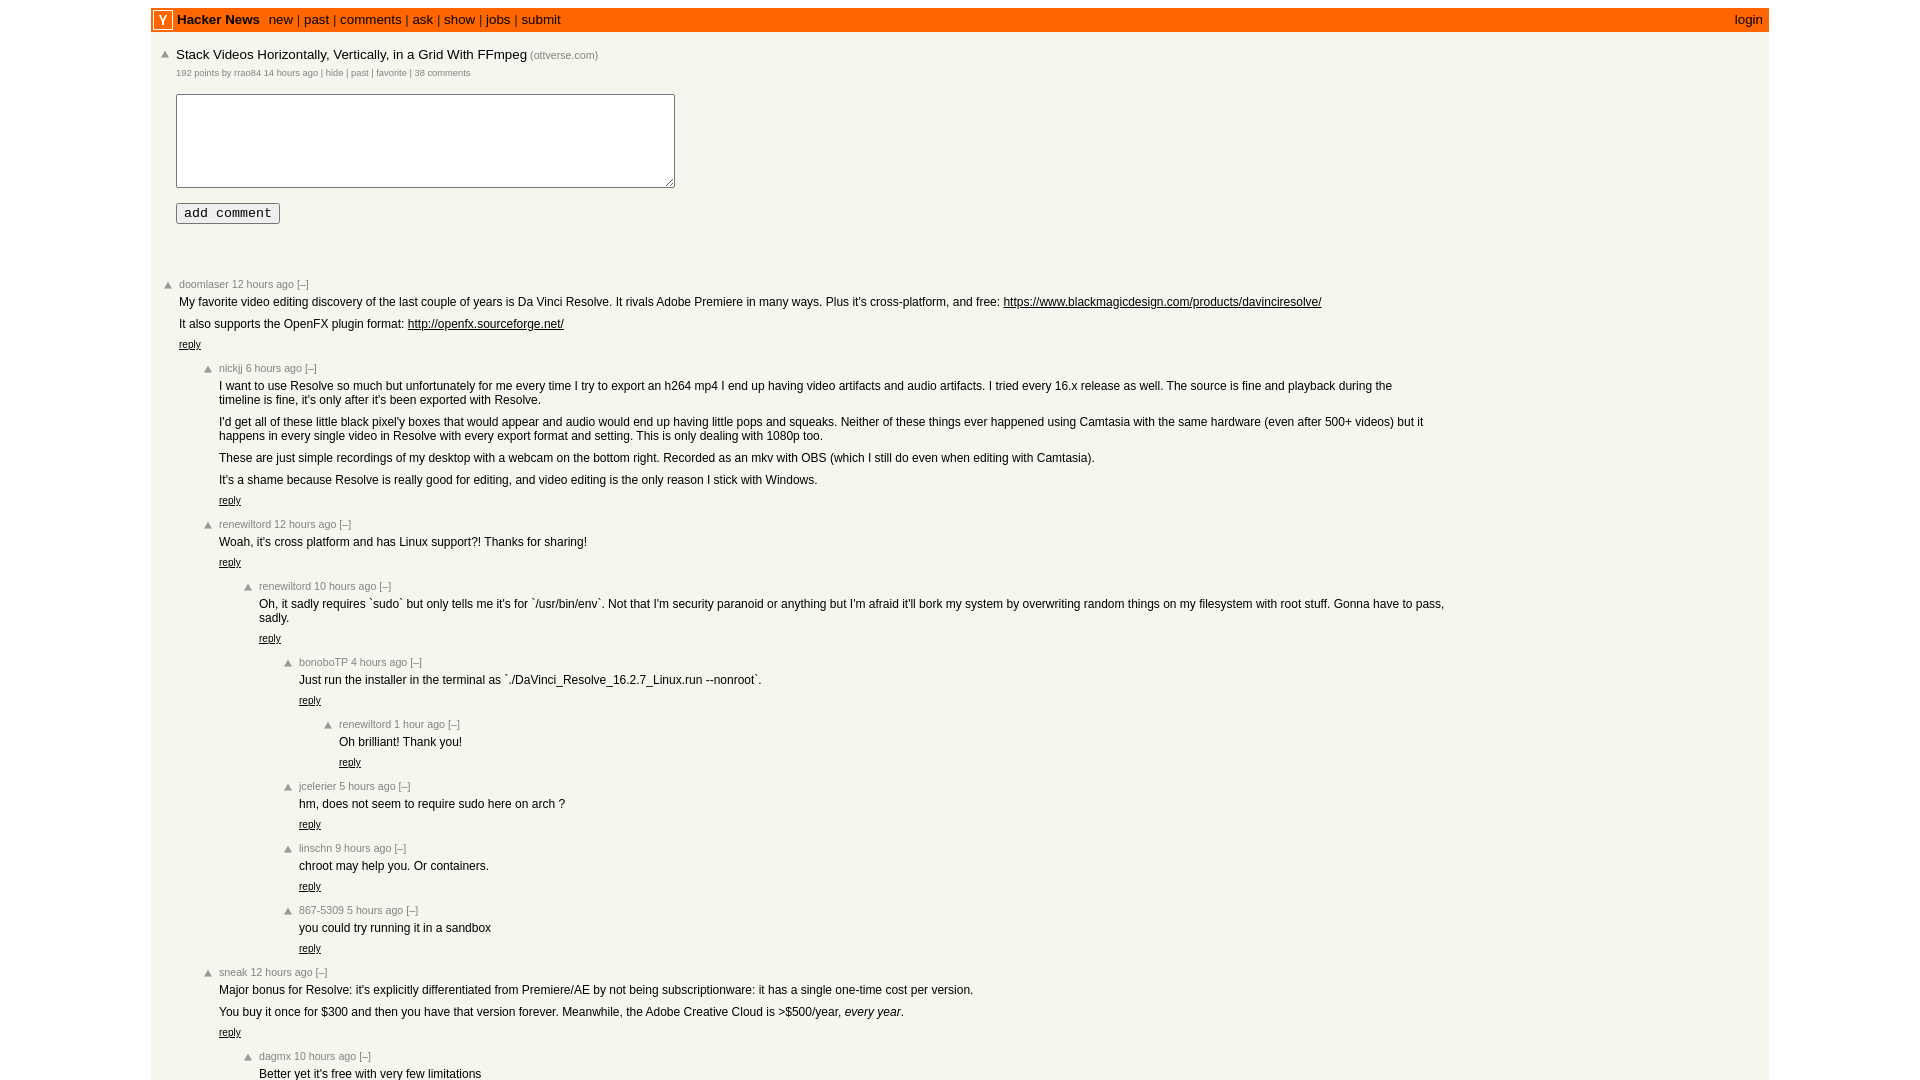 Y Hacker News new | past | comments | ask | show | jobs | submit login
Stack Videos Horizontally, Vertically, in a Grid With FFmpeg (ottverse.com)
192 points by rrao84 14 hours ago | hide | past | favorite | 38 comments
add comment
doomlaser 12 hours ago [–]
My favorite video editing discovery of the last couple of years is Da Vinci Resolve. It rivals Adobe Premiere in many ways. Plus it's cross-platform, and free: https://www.blackmagicdesign.com/products/davinciresolve/
It also supports the OpenFX plugin format: http://openfx.sourceforge.net/
reply
nickjj 6 hours ago [–]
I want to use Resolve so much but unfortunately for me every time I try to export an h264 mp4 I end up having video artifacts and audio artifacts. I tried every 16.x release as well. The source is fine and playback during the
timeline is fine, it's only after it's been exported with Resolve.
I'd get all of these little black pixel'y boxes that would appear and audio would end up having little pops and squeaks. Neither of these things ever happened using Camtasia with the same hardware (even after 500+ videos) but it
happens in every single video in Resolve with every export format and setting. This is only dealing with 1080p too.
These are just simple recordings of my desktop with a webcam on the bottom right. Recorded as an mkv with OBS (which I still do even when editing with Camtasia).
It's a shame because Resolve is really good for editing, and video editing is the only reason I stick with Windows.
reply
renewiltord 12 hours ago [–]
Woah, it's cross platform and has Linux support?! Thanks for sharing!
reply
renewiltord 10 hours ago [–]
Oh, it sadly requires `sudo` but only tells me it's for `/usr/bin/env`. Not that I'm security paranoid or anything but I'm afraid it'll bork my system by overwriting random things on my filesystem with root stuff. Gonna have to pass,
sadly.
reply
bonoboTP 4 hours ago [–]
Just run the installer in the terminal as `./DaVinci_Resolve_16.2.7_Linux.run --nonroot`.
reply
renewiltord 1 hour ago [–]
Oh brilliant! Thank you!
reply
jcelerier 5 hours ago [–]
hm, does not seem to require sudo here on arch ?
reply
linschn 9 hours ago [–]
chroot may help you. Or containers.
reply
867-5309 5 hours ago [–]
you could try running it in a sandbox
reply
sneak 12 hours ago [–]
Major bonus for Resolve: it's explicitly differentiated from Premiere/AE by not being subscriptionware: it has a single one-time cost per version.
You buy it once for $300 and then you have that version forever. Meanwhile, the Adobe Creative Cloud is >$500/year, every year.
reply
dagmx 10 hours ago [–]
Better yet it's free with very few limitations